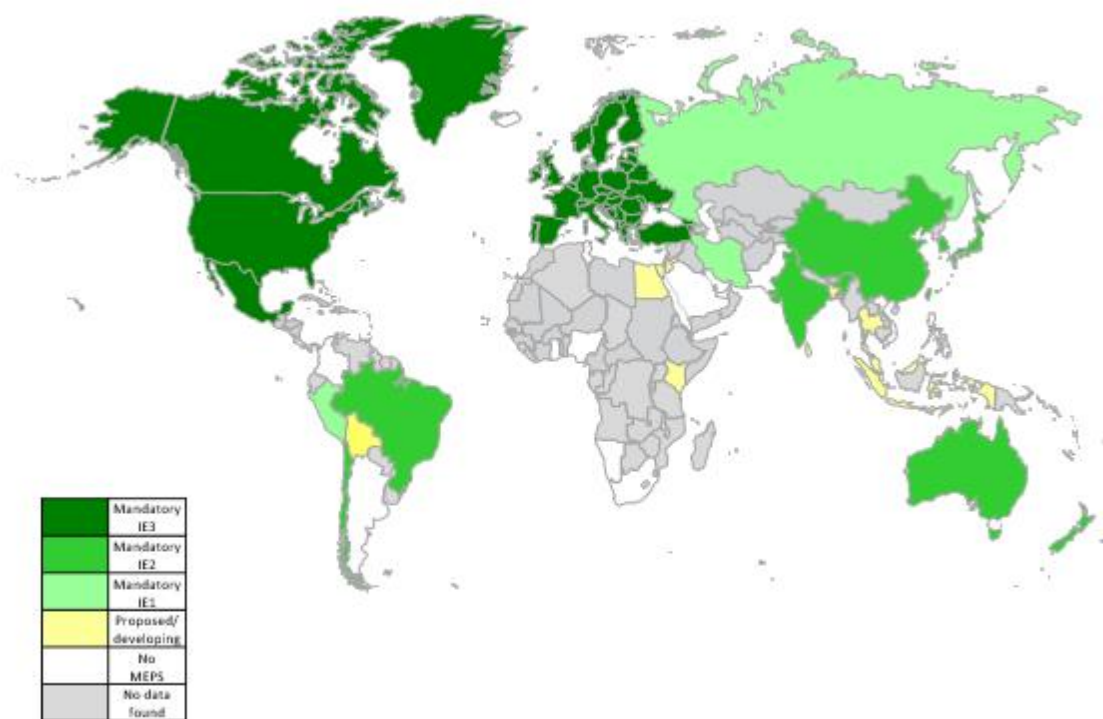 Mandatory
IE3
Mandatory
IE2
Mandatory
IE1
Proposed/
developing
No
MEPS
No data
found